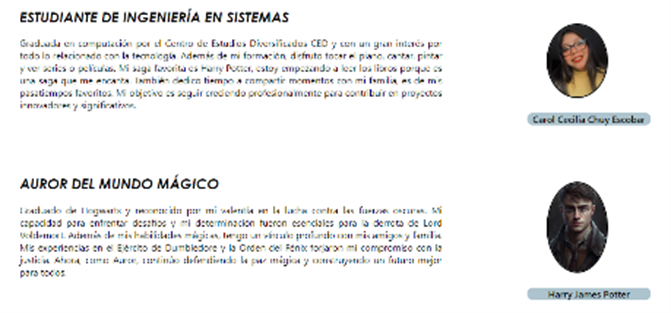 ESTUDIANTE DE INGENIERÍA EN SISTEMAS
Graduada en computación por el Centro de Estudios Diversificados CED y con un gran interés por
todo lo relacionado con la tecnología. Además de mi formación, disfruto tocar el piano, cantar, pintar
y ver series o películas. Mi saga favorita es Harry Potter, estoy empezando a leer los libros porque es
una saga que me encanta. También dedico tiempo a compartir momentos con mi familia, es de mis
pasatiempos favoritos. Mi objetivo es seguir creciendo profesionalmente para contribuir en proyectos
innovadores y significativos.
Carol Cecilia Chuy Escobar
AUROR DEL MUNDO MÁGICO
Graduado de Hogwarts y reconocido por mi valentía en la lucha contra las fuerzas oscuras. Mi
capacidad para enfrentar desafíos y mi determinación fueron esenciales para la derrota de Lord
Voldemort. Además de mis habilidades mágicas, tengo un vínculo profundo con mis amigos y familia.
Mis experiencias en el Ejército de Dumbledore y la Orden del Fénix forjaron mi compromiso con la
justicia. Ahora, como Auror, continúo defendiendo la paz mágica y construyendo un futuro mejor
para todos.
Harry James Potter